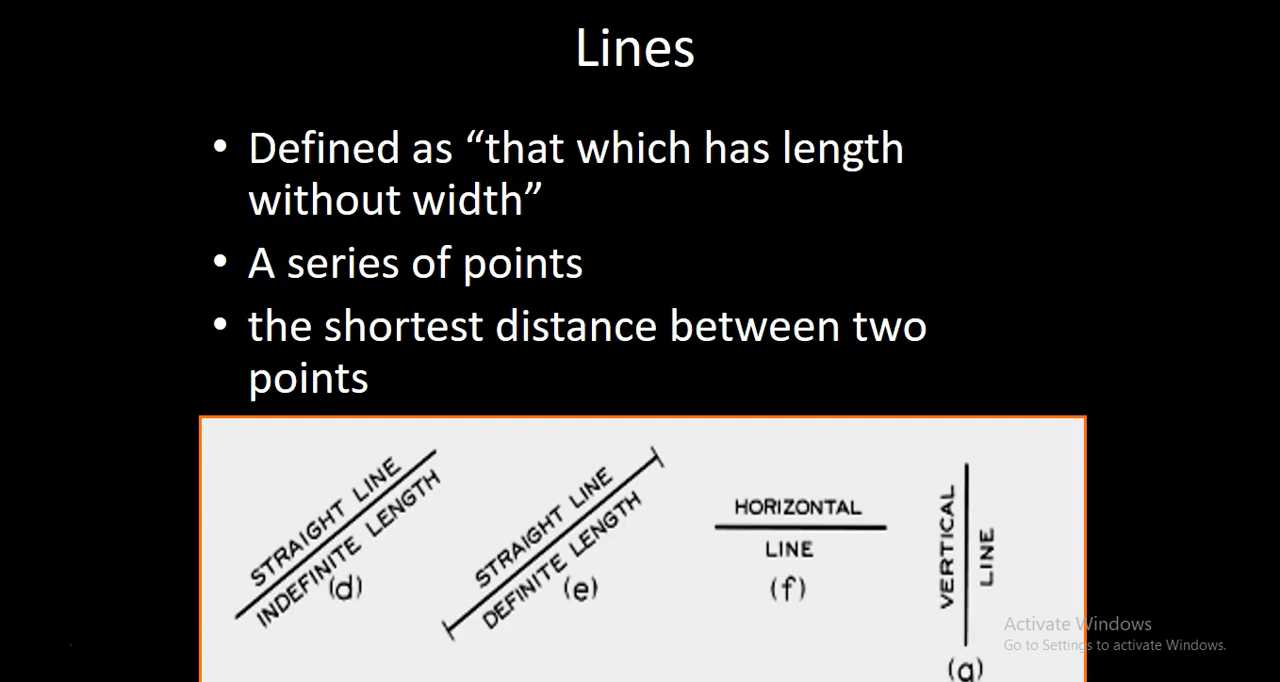 Lines
• Defined as “that which has length
without width”
• A series of points
• the shortest distance between two
points
STRAIGHT LINE
INDEFINITE LENGTH
(d)
STRAIGHT LINE
DEFINITE LENGTH
(e)
HORIZONTAL
LINE
(f)
VERTICAL
LINE
(g)
Activate Windows
Go to Settings to activate Windows.